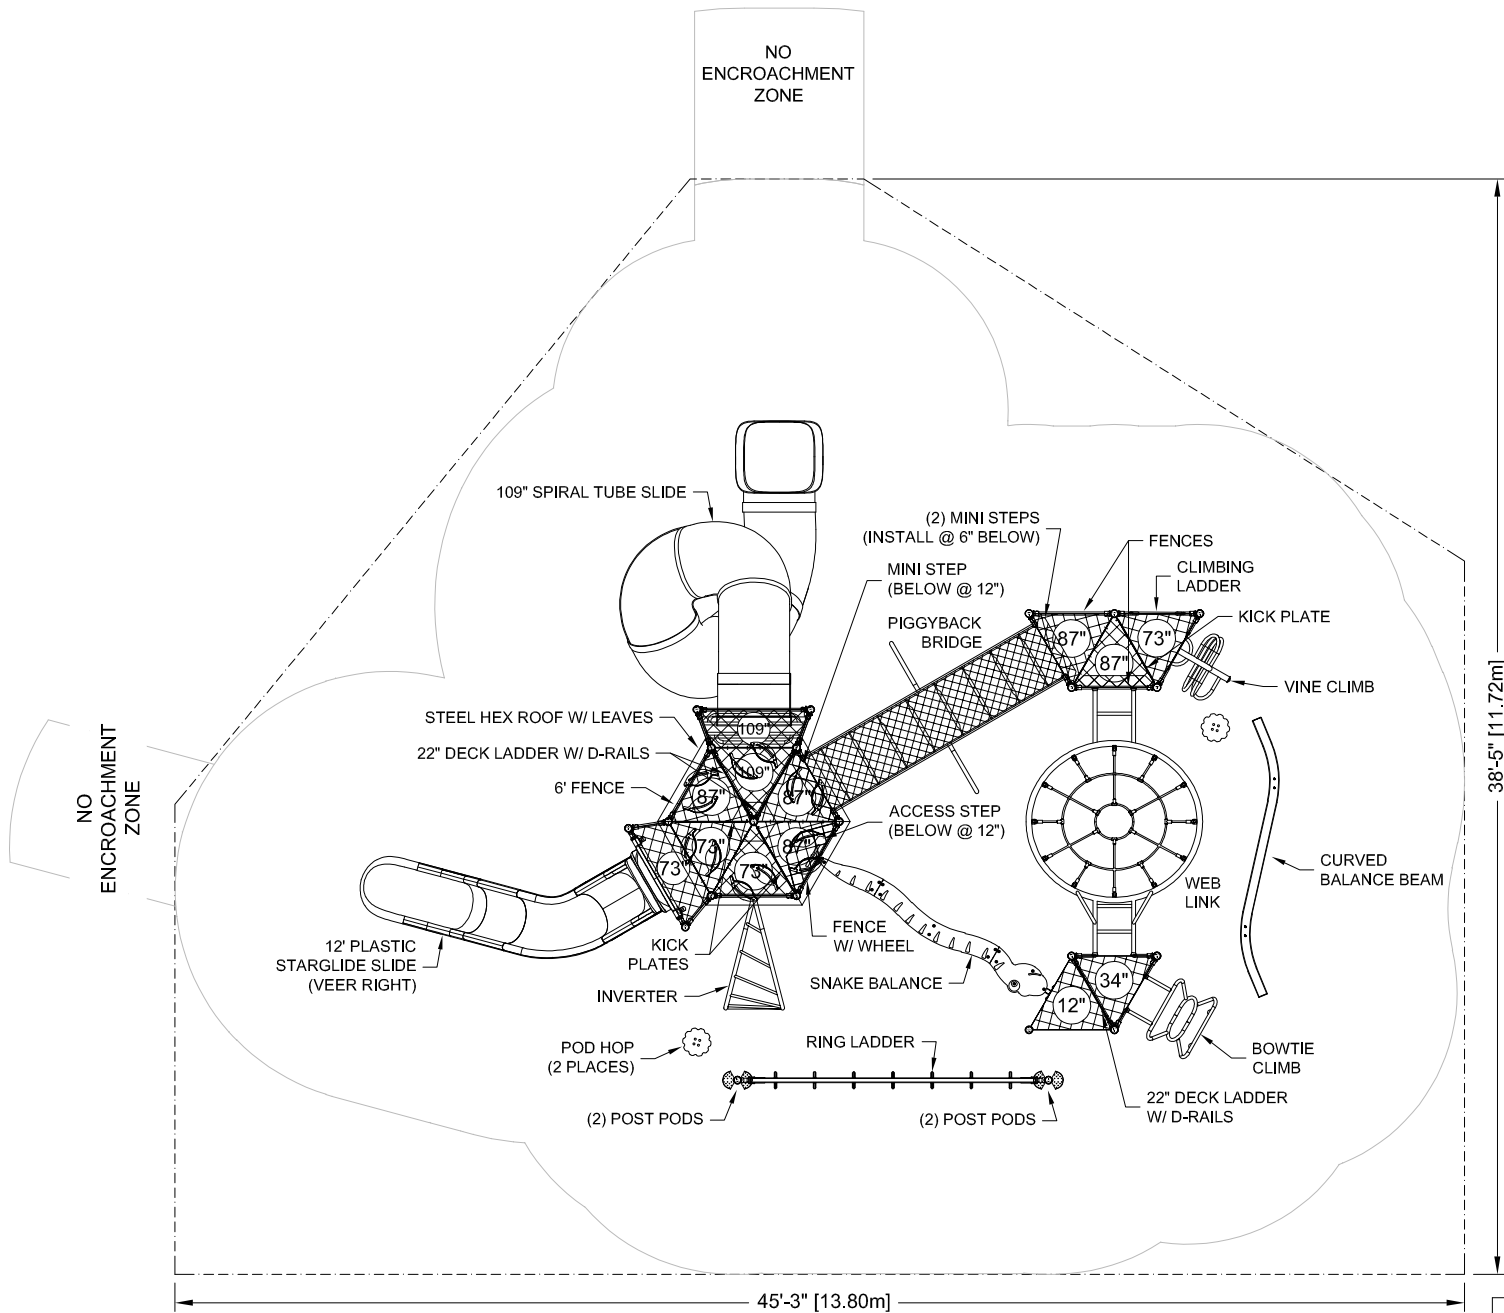 NO
ENCROACHMENT
ZONE
109" SPIRAL TUBE SLIDE
(2) MINI STEPS
(INSTALL @ 6" BELOW)
FENCES
MINI STEP
(BELOW @ 12")
CLIMBING
LADDER
KICK PLATE
PIGGYBACK
BRIDGE
87"
73"
87"
VINE CLIMB
STEEL HEX ROOF W/ LEAVES
109"
22" DECK LADDER W/ D-RAILS
109"
6' FENCE
87"
87"
38'-5" [11.72m]
NO
ENCROACHMENT
ZONE
ACCESS STEP
(BELOW @ 12")
73"
87"
73"
73"
CURVED
BALANCE BEAM
WEB
LINK
12' PLASTIC
STARGLIDE SLIDE
(VEER RIGHT)
KICK
PLATES
FENCE
W/ WHEEL
SNAKE BALANCE
INVERTER
34"
12"
POD HOP
(2 PLACES)
RING LADDER
BOWTIE
CLIMB
(2) POST PODS
(2) POST PODS
22" DECK LADDER
W/ D-RAILS
45'-3" [13.80m]